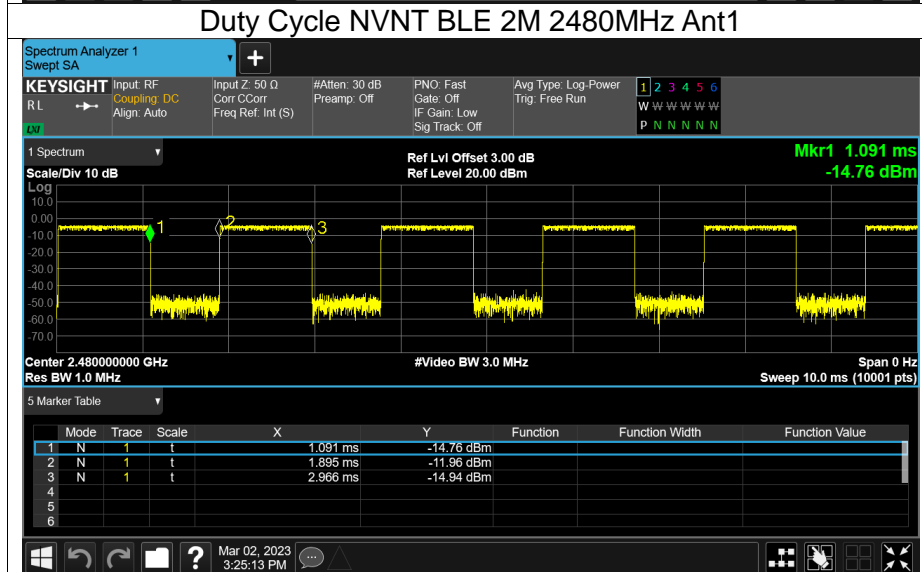 Duty Cycle NVNT BLE 2M 2480MHz Ant1
Spectrum Analyzer 1
Swept SA
+
KEYSIGHT Input: RF Input Z: 50 Ω #Atten: 30 dB PNO: Fast Avg Type: Log-Power 1 2 3 4 5 6
R L Coupling: DC Corr CCorr Preamp: Off Gate: Off Trig: Free Run W W W W W W
Align: Auto Freq Ref: Int (S) IF Gain: Low
LXI Sig Track: Off P N N N N N
1 Spectrum Ref Lvl Offset 3.00 dB Mkr1 1.091 ms
Scale/Div 10 dB Ref Level 20.00 dBm -14.76 dBm
Log
10.0
0.00
-10.0
-20.0
-30.0
-40.0
-50.0
-60.0
-70.0
1 2 3
Center 2.480000000 GHz #Video BW 3.0 MHz Span 0 Hz
Res BW 1.0 MHz Sweep 10.0 ms (10001 pts)
5 Marker Table
Mode Trace Scale X Y Function Function Width Function Value
1 N 1 t 1.091 ms -14.76 dBm
2 N 1 t 1.895 ms -11.96 dBm
3 N 1 t 2.966 ms -14.94 dBm
4
5
6
? Mar 02, 2023
3:25:13 PM